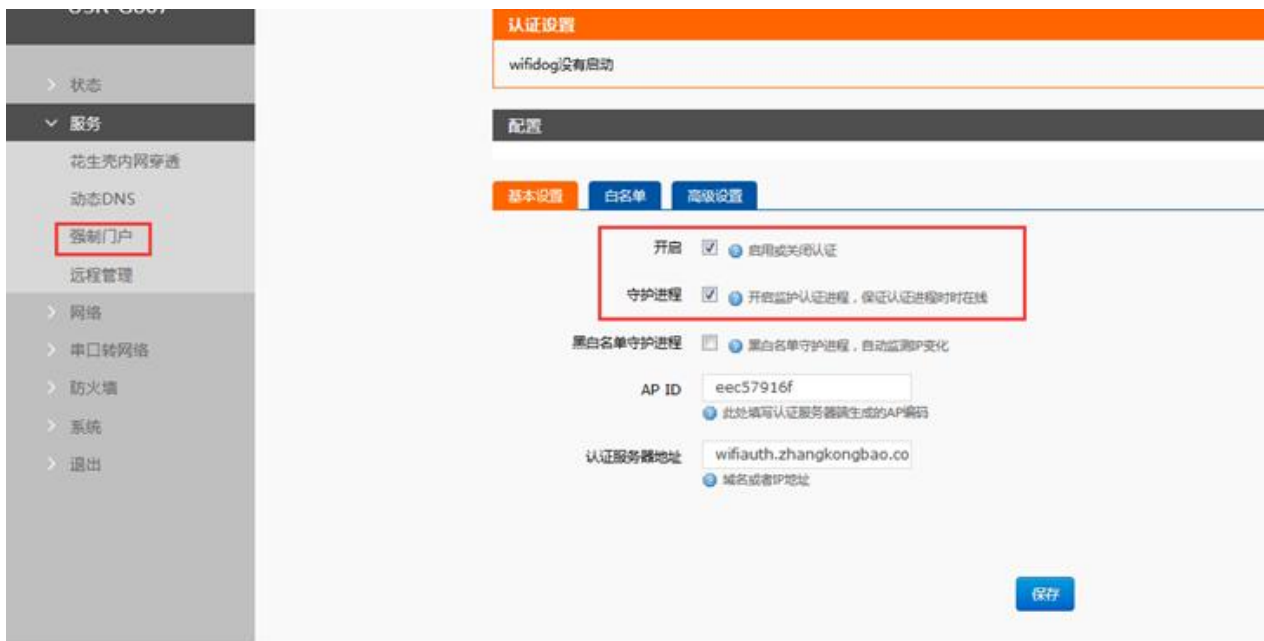 状态
服务
花生壳内网穿透
动态DNS
强制门户
远程管理
网络
串口转网络
防火墙
系统
退出
认证设置
wifidog没有启动
配置
基本设置 白名单 高级设置
开启 启用或关闭认证
守护进程 开启监护认证进程,保证认证进程时时在线
黑白名单守护进程 黑白名单守护进程,自动监测IP变化
AP ID eec57916f
此处填写认证服务器端生成的AP编码
认证服务器地址 wifiauth.zhangkongbao.co
域名或者IP地址
保存